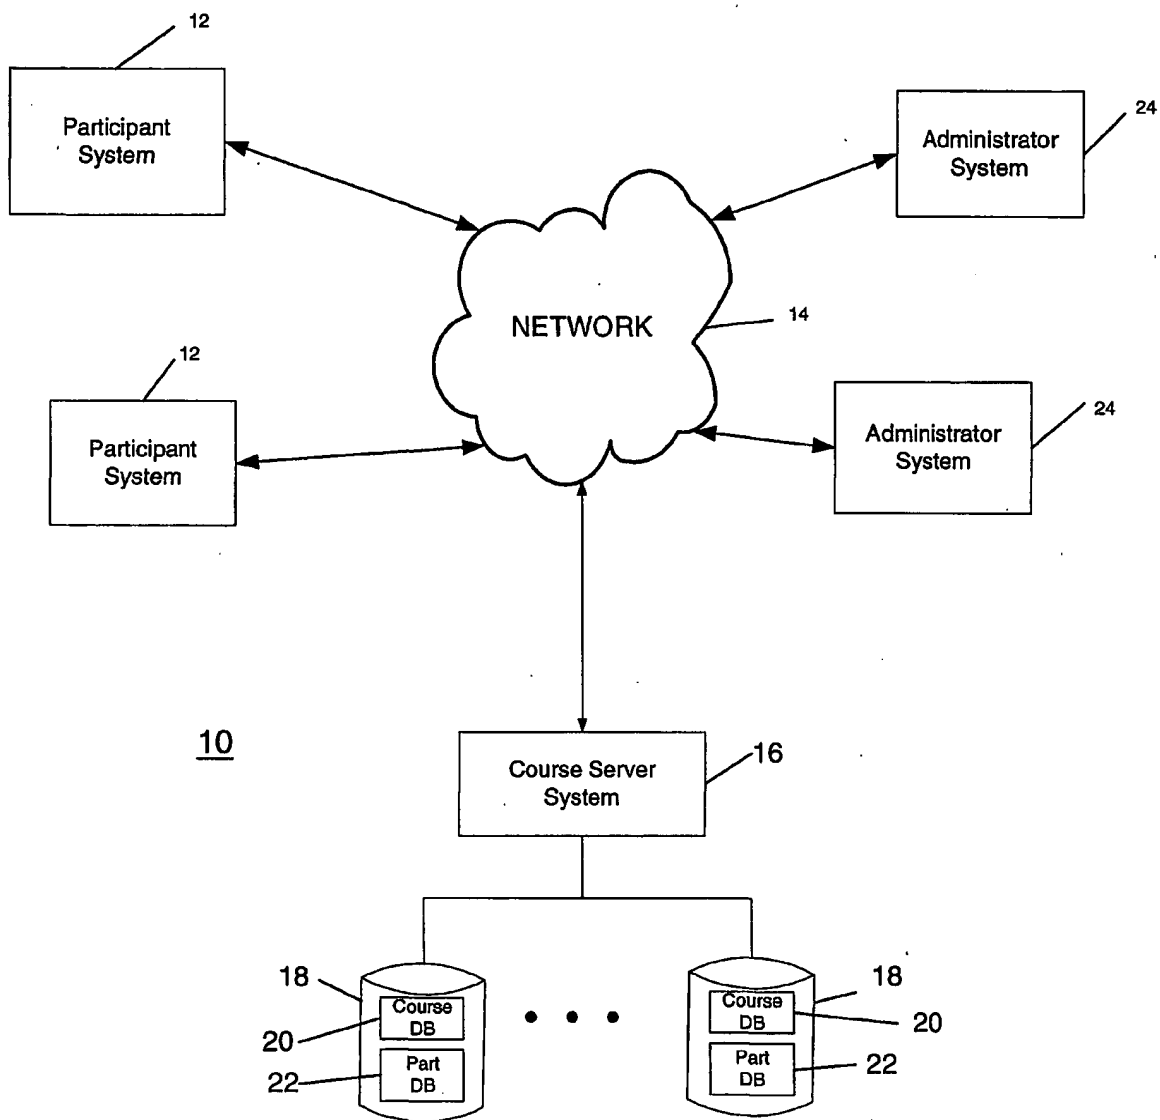 12
Participant
System
24
Administrator
System
NETWORK
14
12
Participant
System
24
Administrator
System
10
16
Course Server
System
18
Course
DB
20
Part
DB
22
18
Course
DB
20
Part
DB
22